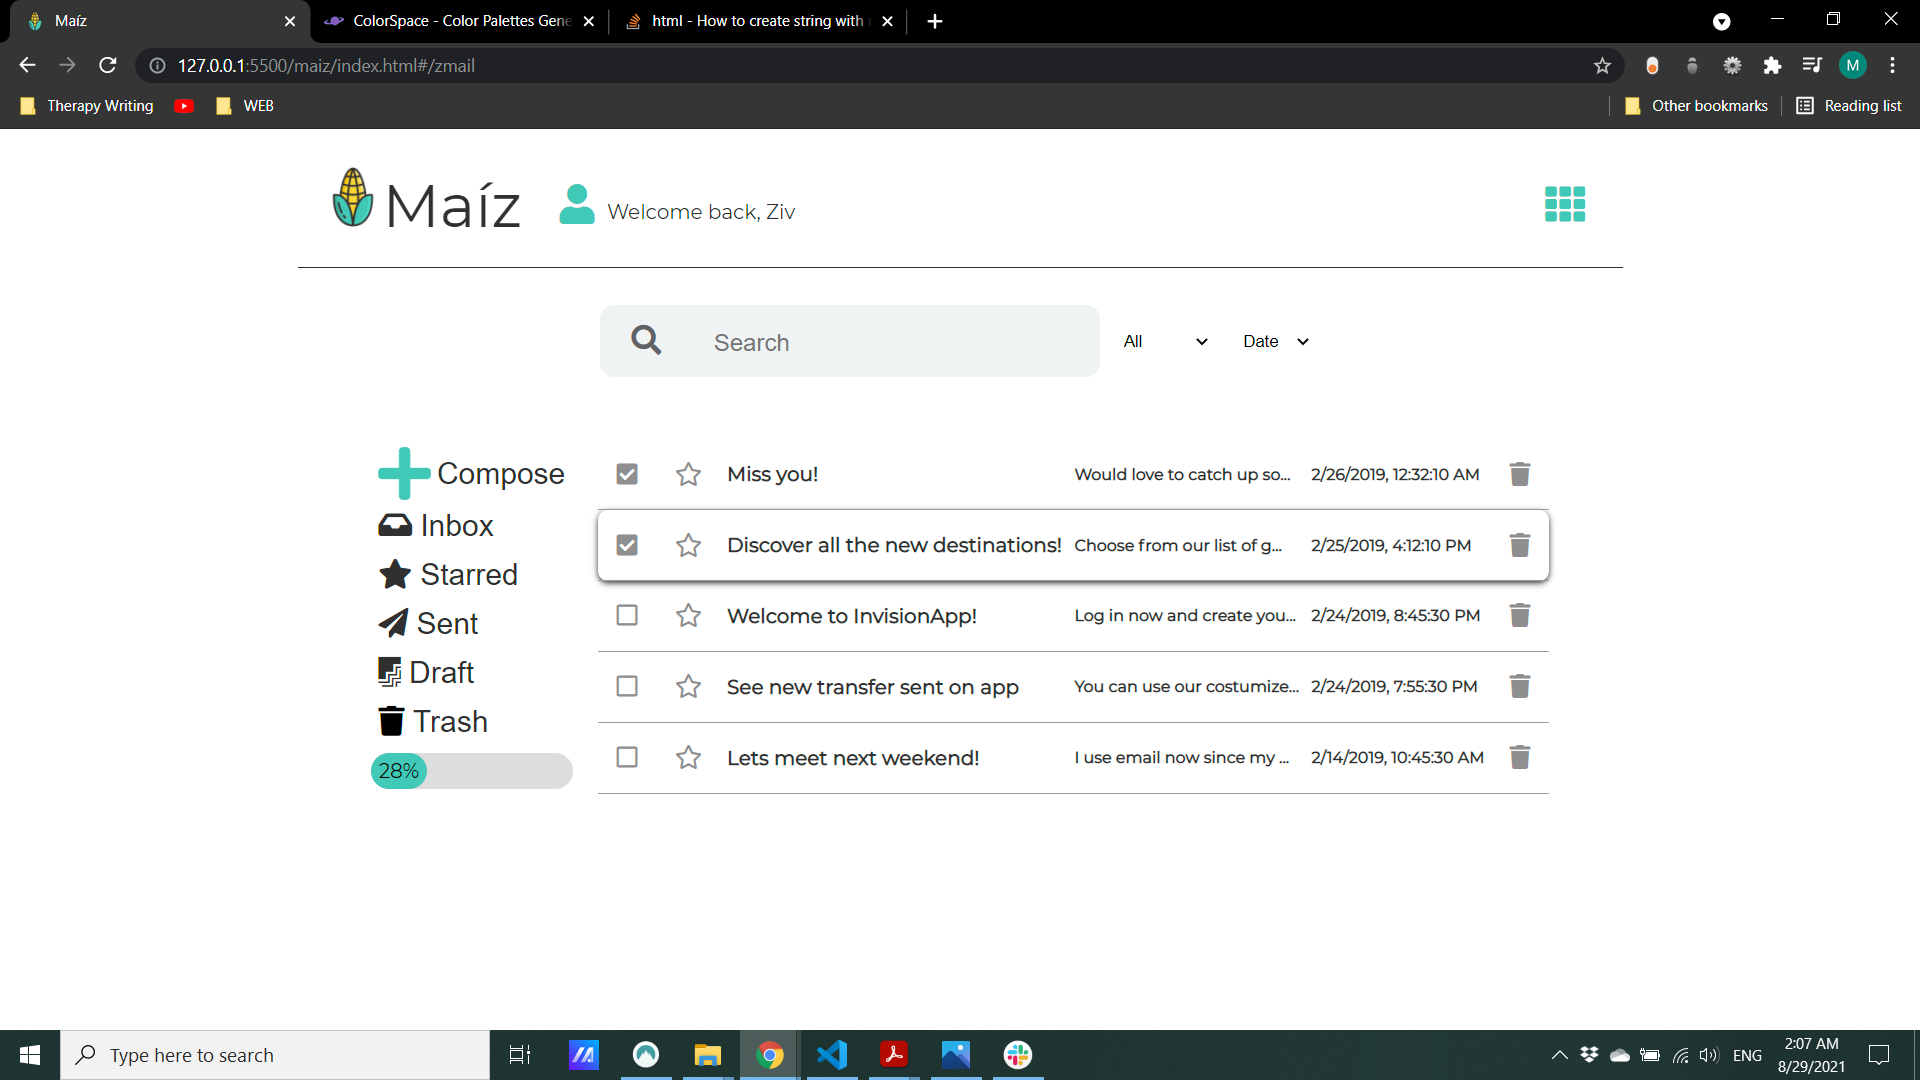 Maíz
ColorSpace - Color Palettes Gene
html - How to create string with
127.0.0.1:5500/maiz/index.html#/zmail
M
Therapy Writing
WEB
Other bookmarks
Reading list
Maíz
Welcome back, Ziv
Search
All
Date
Compose
Miss you! Would love to catch up so... 2/26/2019, 12:32:10 AM
Inbox
Discover all the new destinations! Choose from our list of g... 2/25/2019, 4:12:10 PM
Starred
Welcome to InvisionApp! Log in now and create you... 2/24/2019, 8:45:30 PM
Sent
Draft
See new transfer sent on app You can use our costumize... 2/24/2019, 7:55:30 PM
Trash
Lets meet next weekend! I use email now since my ... 2/14/2019, 10:45:30 AM
28%
Type here to search
ENG
2:07 AM
8/29/2021